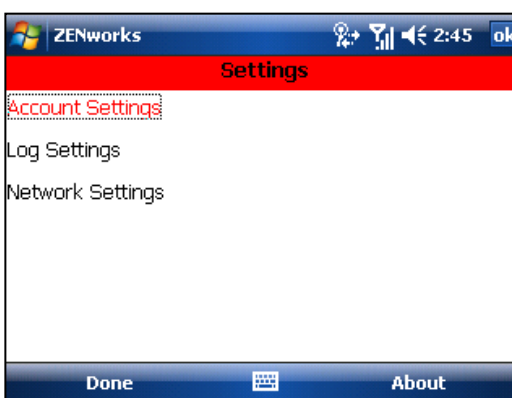 ZENworks 2:45 ok
Settings
Account Settings
Log Settings
Network Settings
Done About